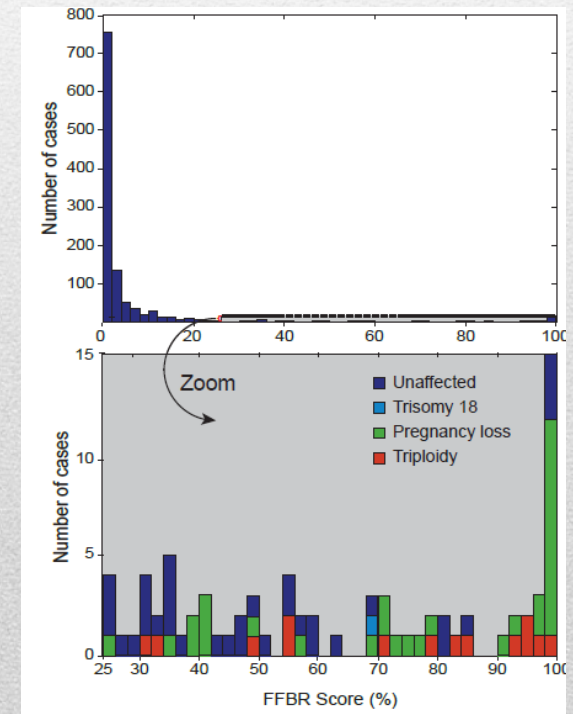 800
700
600
500
400
300
200
100
Number of cases
0 20 40 60 80 100
Zoom
Unaffected
Trisomy 18
Pregnancy loss
Triploidy
15
10
5
0
Number of cases
25 30 40 50 60 70 80 90 100
FFBR Score (%)